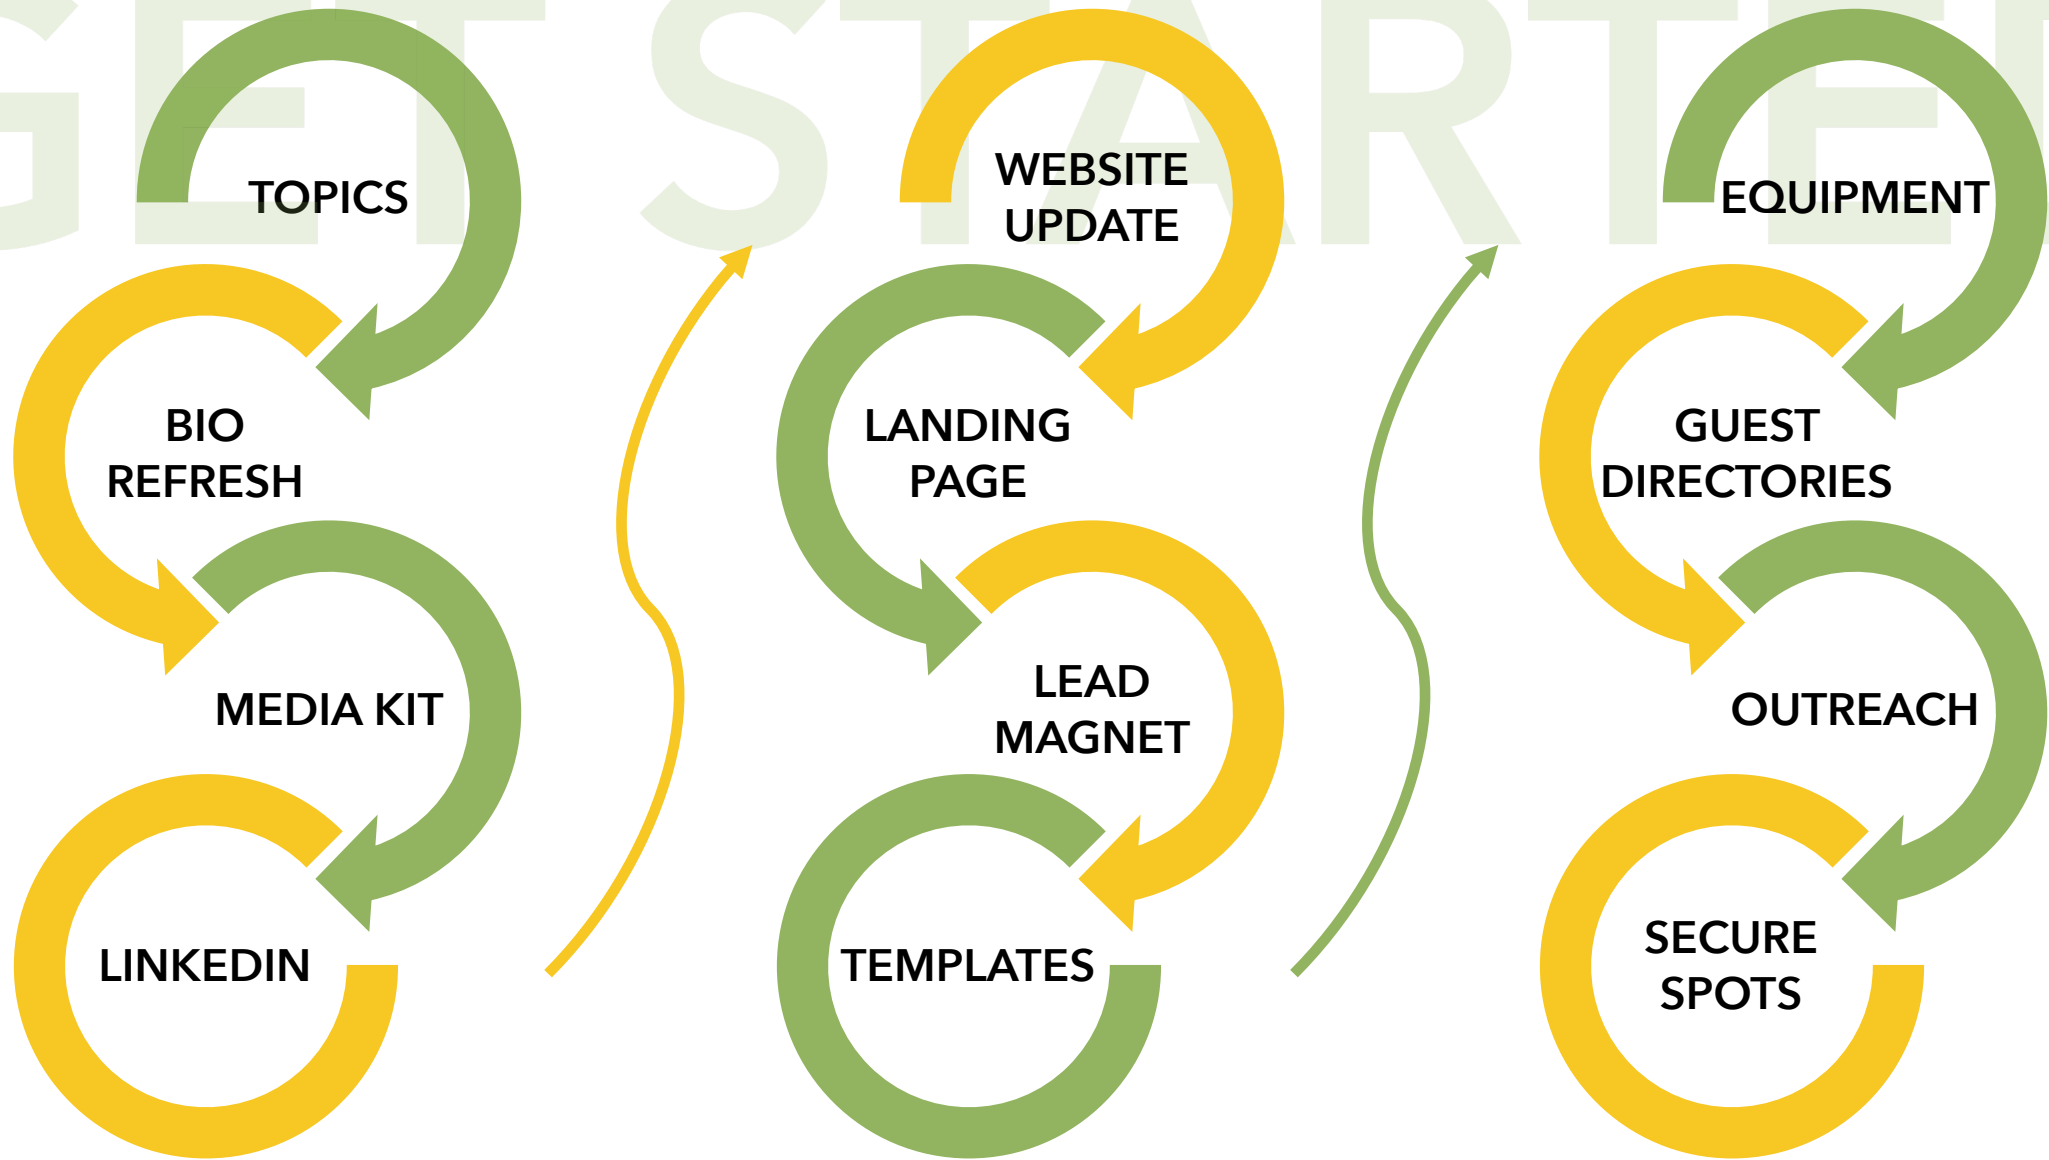 GET STARTED
TOPICS
BIO
REFRESH
MEDIA KIT
LINKEDIN
WEBSITE
UPDATE
LANDING
PAGE
LEAD
MAGNET
TEMPLATES
EQUIPMENT
GUEST
DIRECTORIES
OUTREACH
SECURE
SPOTS